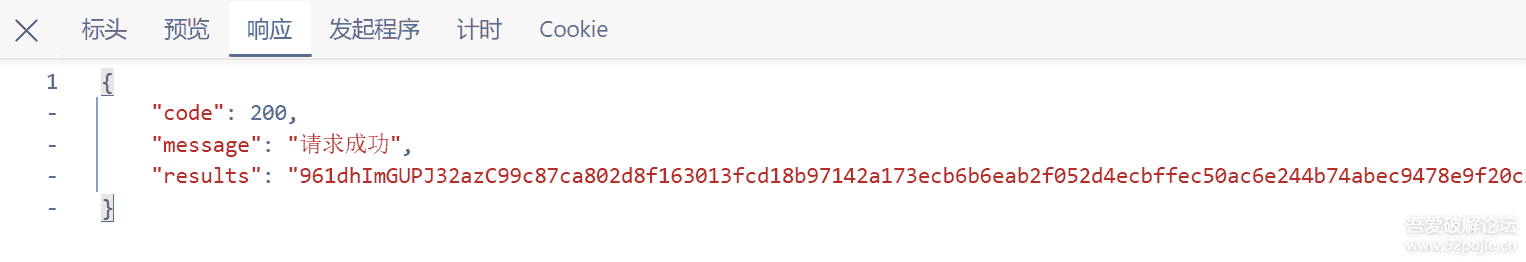 标头 预览 响应 发起程序 计时 Cookie
1 {
- "code": 200,
- "message": "请求成功",
- "results": "961dhImGUPJ32azC99c87ca802d8f163013fcd18b97142a173ecb6b6eab2f052d4ecbffec50ac6e244b74abec9478e9f20c
- }
吾爱破解论坛
www.52pojie.cn